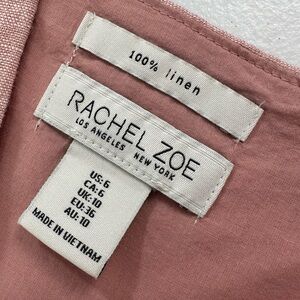 100% linen
RACHEL ZOE
LOS ANGELES NEW YORK
US:6
CA:6
UK:10
EU:36
AU:10
MADE IN VIETNAM